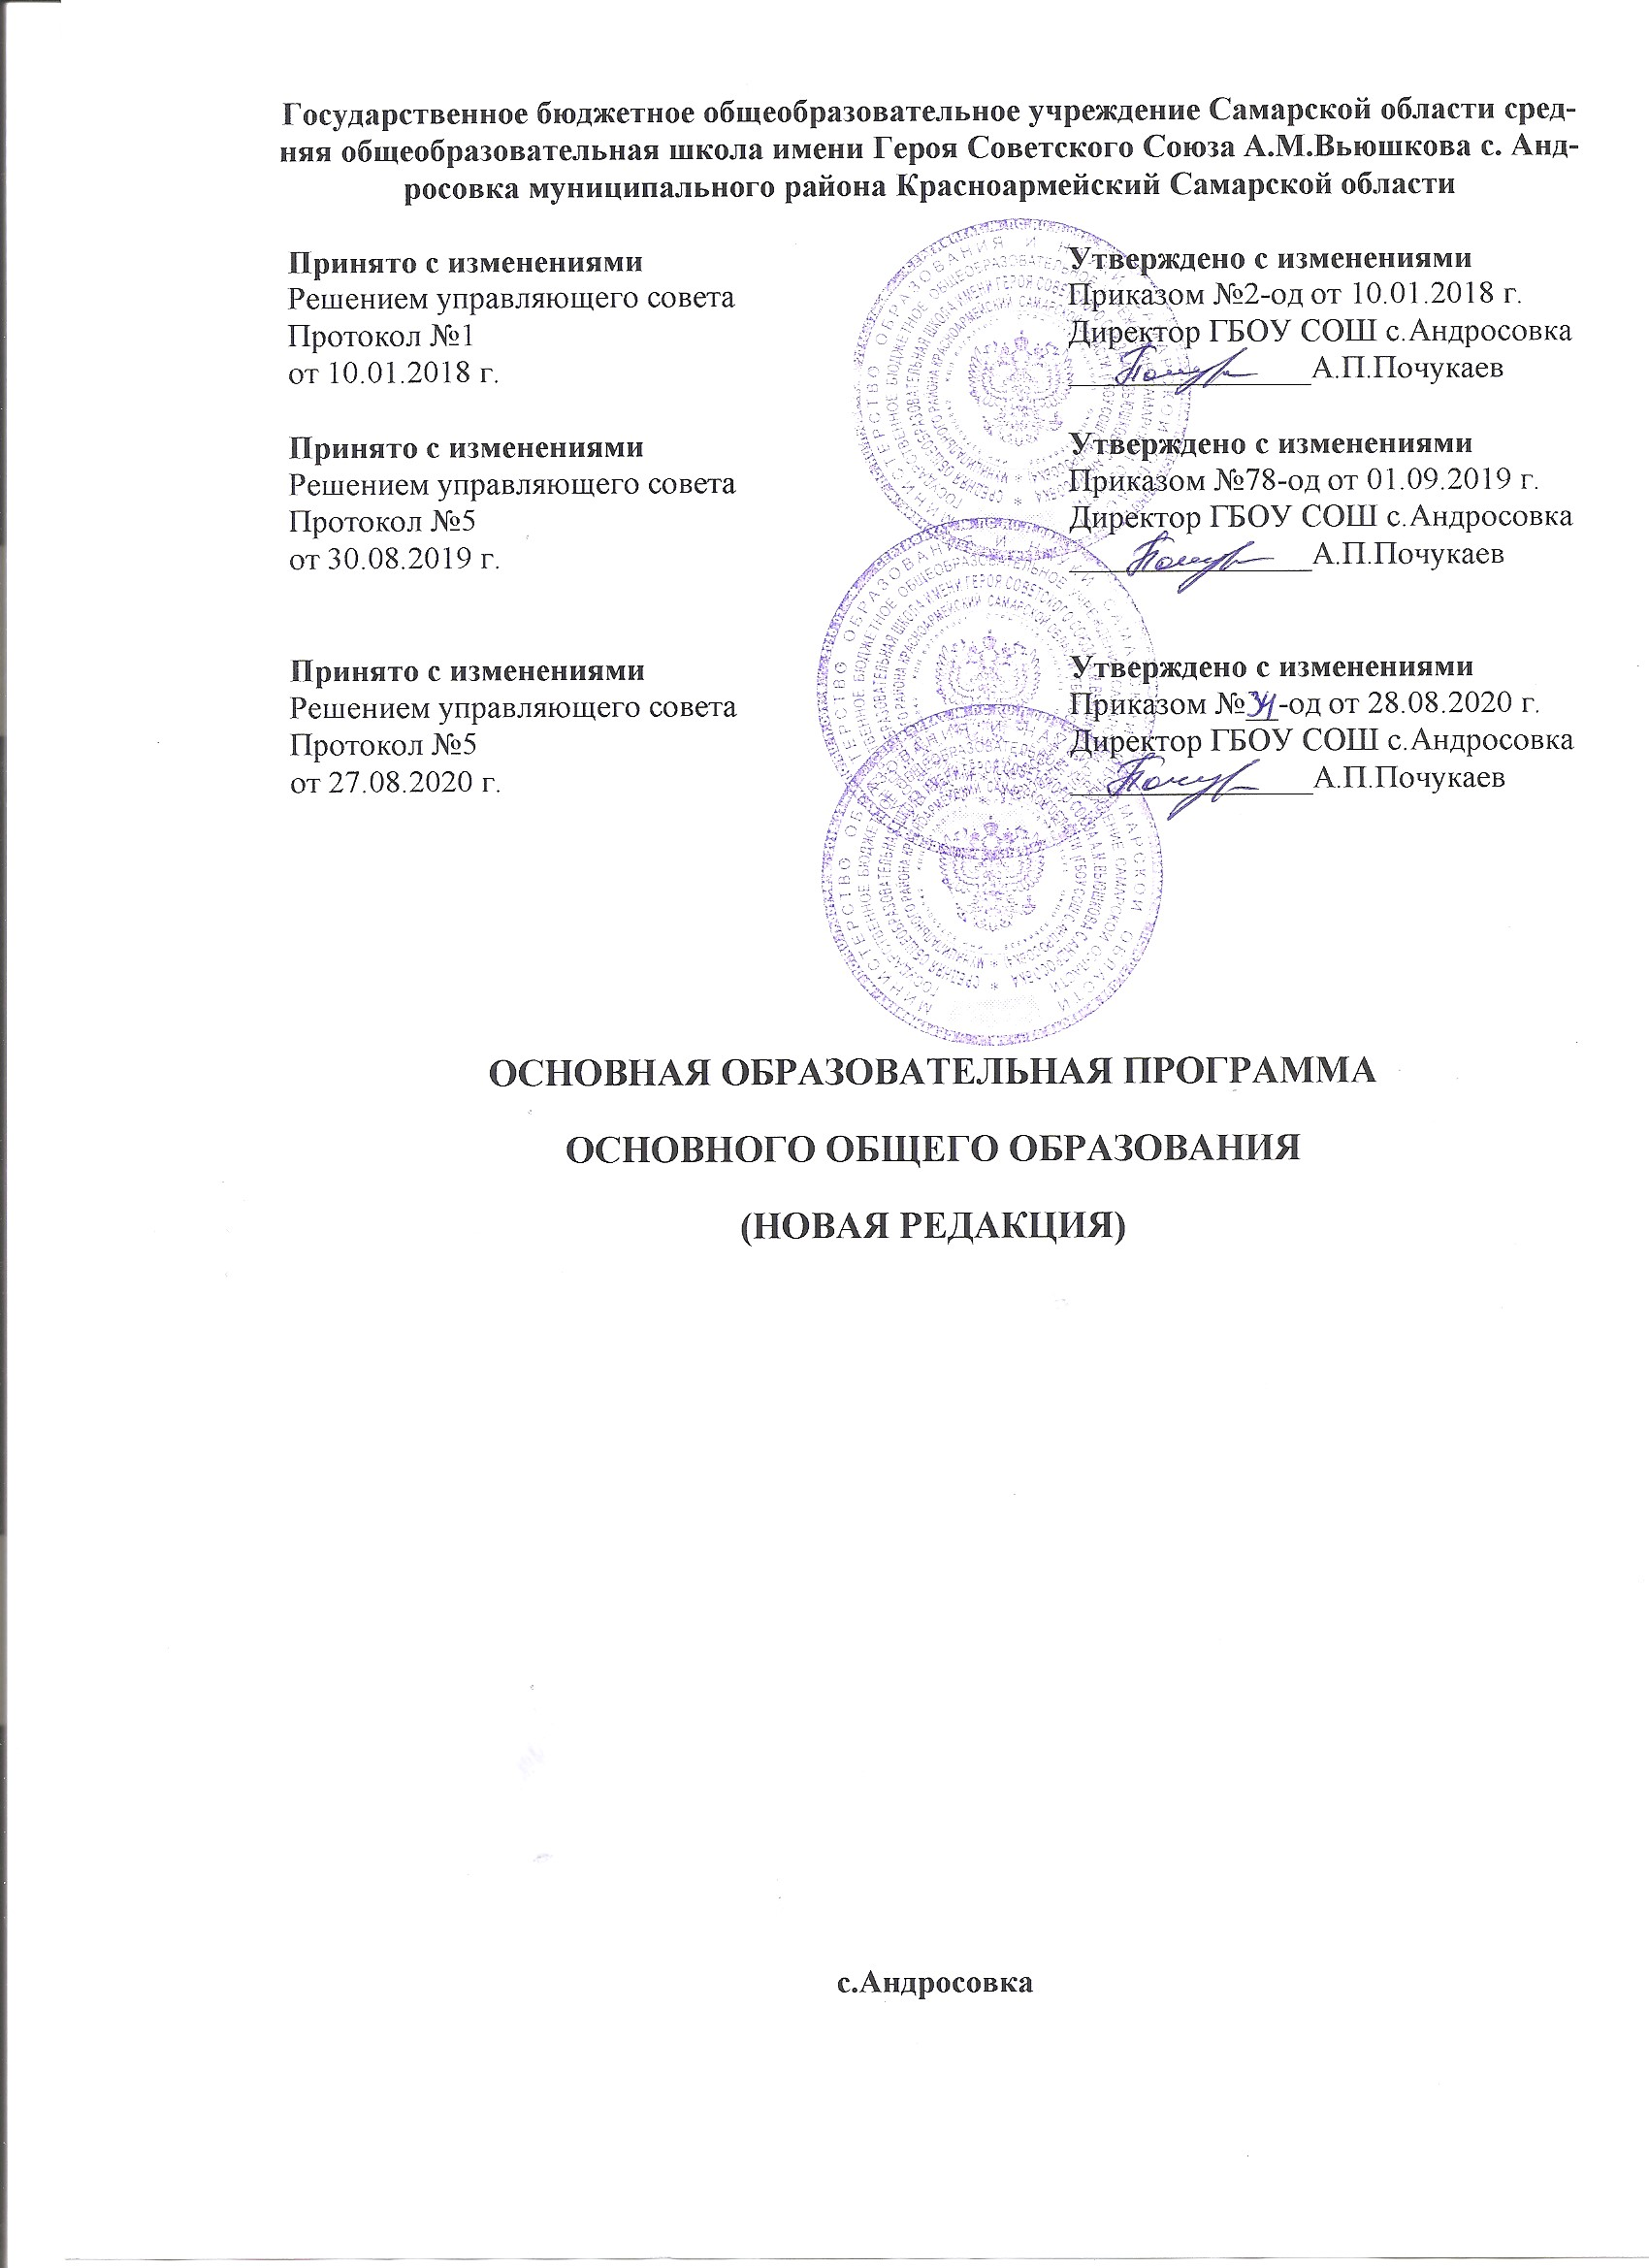 Государственное бюджетное общеобразовательное учреждение Самарской области сред-
няя общеобразовательная школа имени Героя Советского Союза А.М.Вьюшкова с. Анд-
росовка муниципального района Красноармейский Самарской области
Принято с изменениями
Решением управляющего совета
Протокол №1
от 10.01.2018 г.
Утверждено с изменениями
Приказом №2-од от 10.01.2018 г.
Директор ГБОУ СОШ с.Андросовка
А.П.Почукаев
Принято с изменениями
Решением управляющего совета
Протокол №5
от 30.08.2019 г.
Утверждено с изменениями
Приказом №78-од от 01.09.2019 г.
Директор ГБОУ СОШ с.Андросовка
А.П.Почукаев
Принято с изменениями
Решением управляющего совета
Протокол №5
от 27.08.2020 г.
Утверждено с изменениями
Приказом № -од от 28.08.2020 г.
Директор ГБОУ СОШ с.Андросовка
А.П.Почукаев
ОСНОВНАЯ ОБРАЗОВАТЕЛЬНАЯ ПРОГРАММА
ОСНОВНОГО ОБЩЕГО ОБРАЗОВАНИЯ
(НОВАЯ РЕДАКЦИЯ)
с.Андросовка